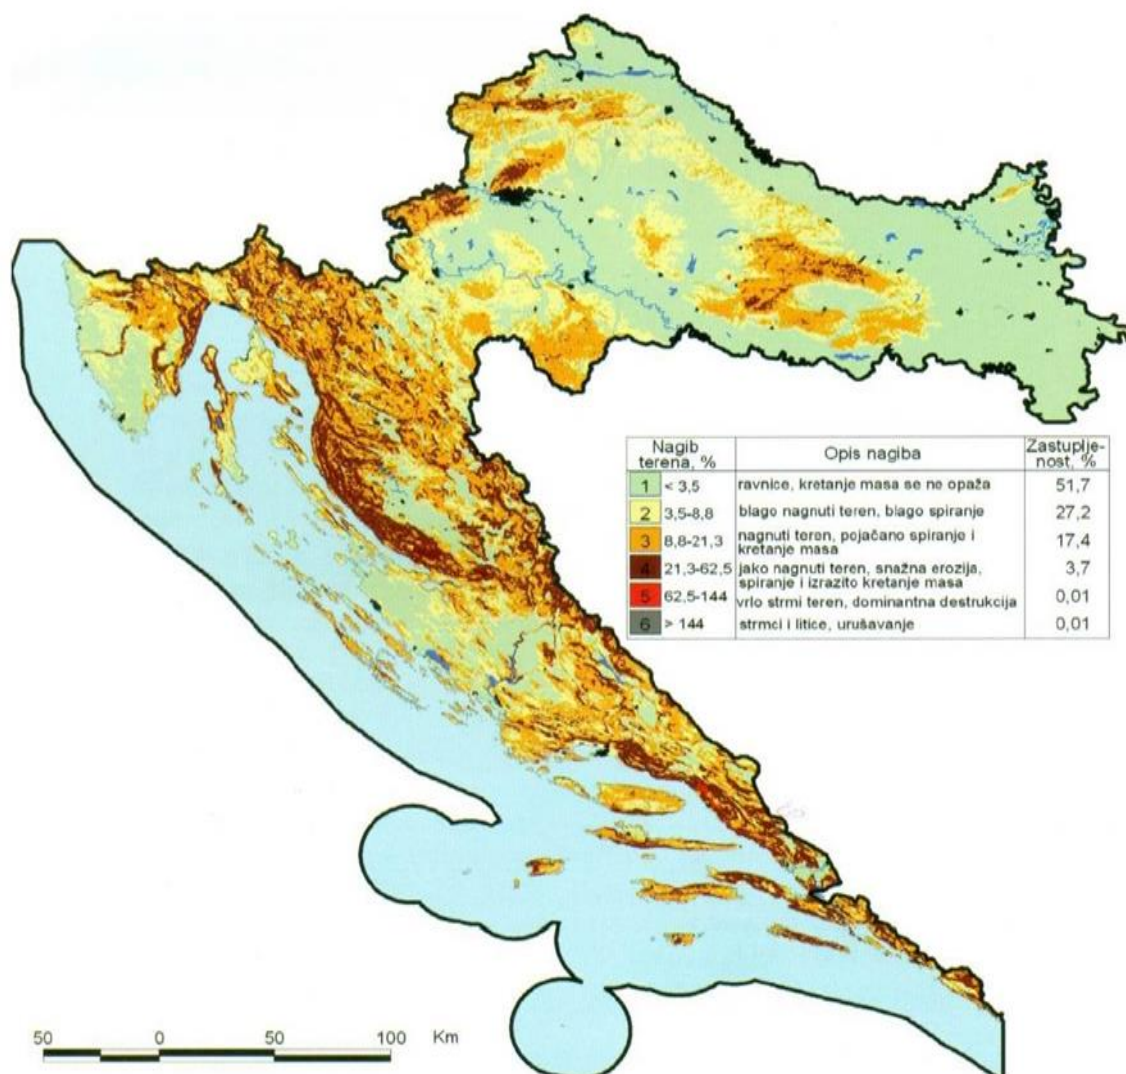 Nagib terena, % Opis nagiba Zastuplje-nost, %
1 < 3,5 ravnice, kretanje masa se ne opaža 51,7
2 3,5-8,8 blago nagnuti teren, blago spiranje 27,2
3 8,8-21,3 nagnuti teren, pojačano spiranje i kretanje masa 17,4
4 21,3-62,5 jako nagnuti teren, snažna erozija, spiranje i izrazito kretanje masa 3,7
5 62,5-144 vrlo strmi teren, dominantna destrukcija 0,01
6 > 144 strmci i litice, urušavanje 0,01
50 0 50 100 Km